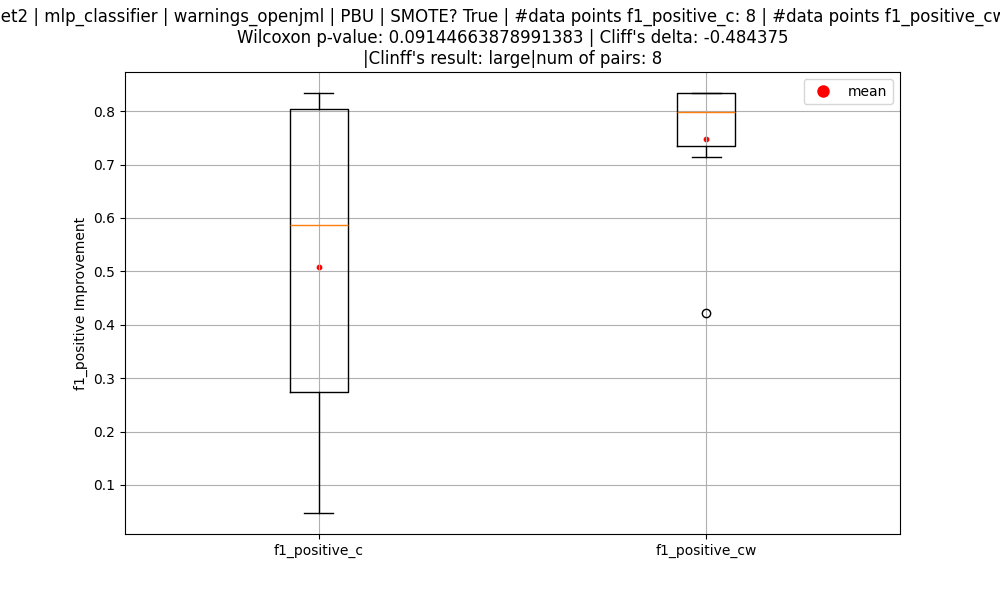 et2 | mlp_classifier | warnings_openjml | PBU | SMOTE? True | #data points f1_positive_c: 8 | #data points f1_positive_cw
Wilcoxon p-value: 0.09144663878991383 | Cliff's delta: -0.484375
|Clinff's result: large|num of pairs: 8
mean
0.8
0.7
0.6
0.5
0.4
0.3
0.2
0.1
f1_positive Improvement
f1_positive_c
f1_positive_cw